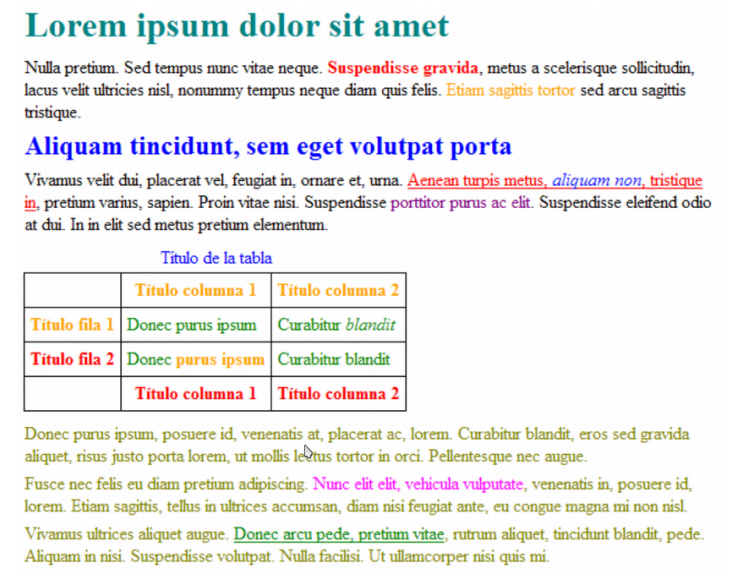 Lorem ipsum dolor sit amet
Nulla pretium. Sed tempus nunc vitae neque. Suspendisse gravida, metus a scelerisque sollicitudin,
lacus velit ultricies nisl, nonummy tempus neque diam quis felis. Etiam sagittis tortor sed arcu sagittis
tristique.
Aliquam tincidunt, sem eget volutpat porta
Vivamus velit dui, placerat vel, feugiat in, ornare et, urna. Aenean turpis metus, aliquam non, tristique
in, pretium varius, sapien. Proin vitae nisi. Suspendisse porttitor purus ac elit. Suspendisse eleifend odio
at dui. In in elit sed metus pretium elementum.
Título de la tabla
Título columna 1 Título columna 2
Título fila 1 Donec purus ipsum Curabitur blandit
Título fila 2 Donec purus ipsum Curabitur blandit
Título columna 1 Título columna 2
Donec purus ipsum, posuere id, venenatis at, placerat ac, lorem. Curabitur blandit, eros sed gravida
aliquet, risus justo porta lorem, ut mollis lectus tortor in orci. Pellentesque nec augue.
Fusce nec felis eu diam pretium adipiscing. Nunc elit elit, vehicula vulputate, venenatis in, posuere id,
lorem. Etiam sagittis, tellus in ultrices accumsan, diam nisi feugiat ante, eu congue magna mi non nisl.
Vivamus ultrices aliquet augue. Donec arcu pede, pretium vitae, rutrum aliquet, tincidunt blandit, pede.
Aliquam in nisi. Suspendisse volutpat. Nulla facilisi. Ut ullamcorper nisi quis mi.